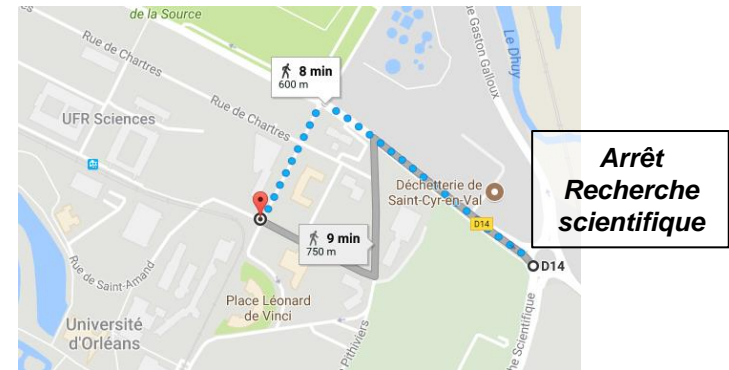 de la Source
Rue de Chartres
Rue de Chartres
UFR Sciences
8 min
600 m
Rue Gaston Galloux
Le Dhuy
Arrêt
Recherche
scientifique
Déchetterie de
Saint-Cyr-en-Val
D14
D14
9 min
750 m
Rue de Saint-Amand
Place Léonard
de Vinci
Université
d'Orléans
Pithiviers
Scientifique